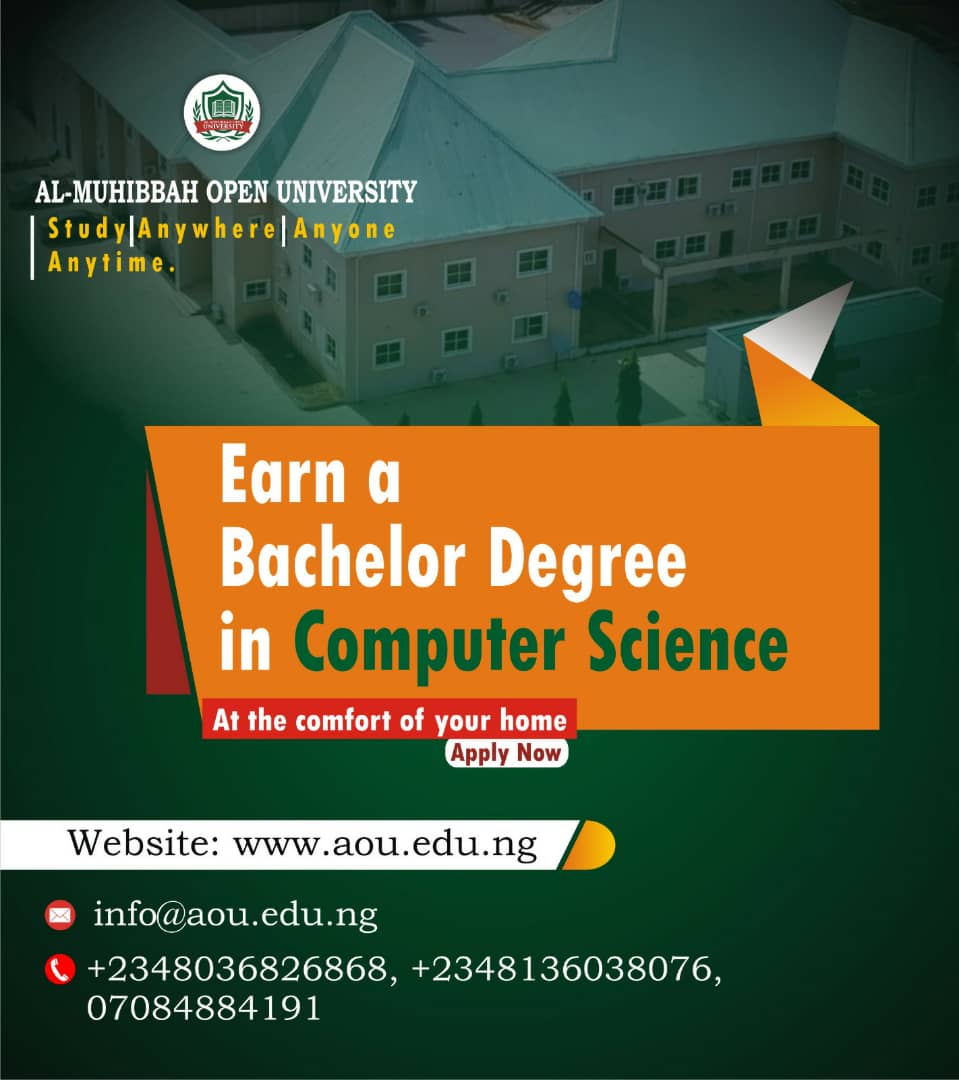 UNIVERSITY
AL-MUHIBBAH OPEN UNIVERSITY
Study|Anywhere|Anyone
Anytime.
Earn a
Bachelor Degree
in Computer Science
At the comfort of your home
Apply Now
Website: www.aou.edu.ng
info@aou.edu.ng
+2348036826868, +2348136038076,
07084884191